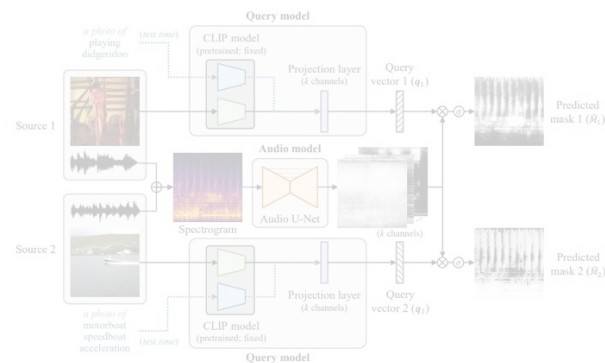 Query model
a photo of
playing
didgeridoo
(test time)
CLIP model
(pretrained; fixed)
Projection layer
(k channels)
Query
vector 1 (q₁)
Source 1
Predicted
mask 1 (M̂₁)
Audio model
Spectrogram
Audio U-Net
(k channels)
Source 2
Projection layer
(k channels)
Query
vector 2 (q₂)
Predicted
mask 2 (M̂₂)
a photo of
motorboat
speedboat
acceleration
(test time)
CLIP model
(pretrained; fixed)
Query model